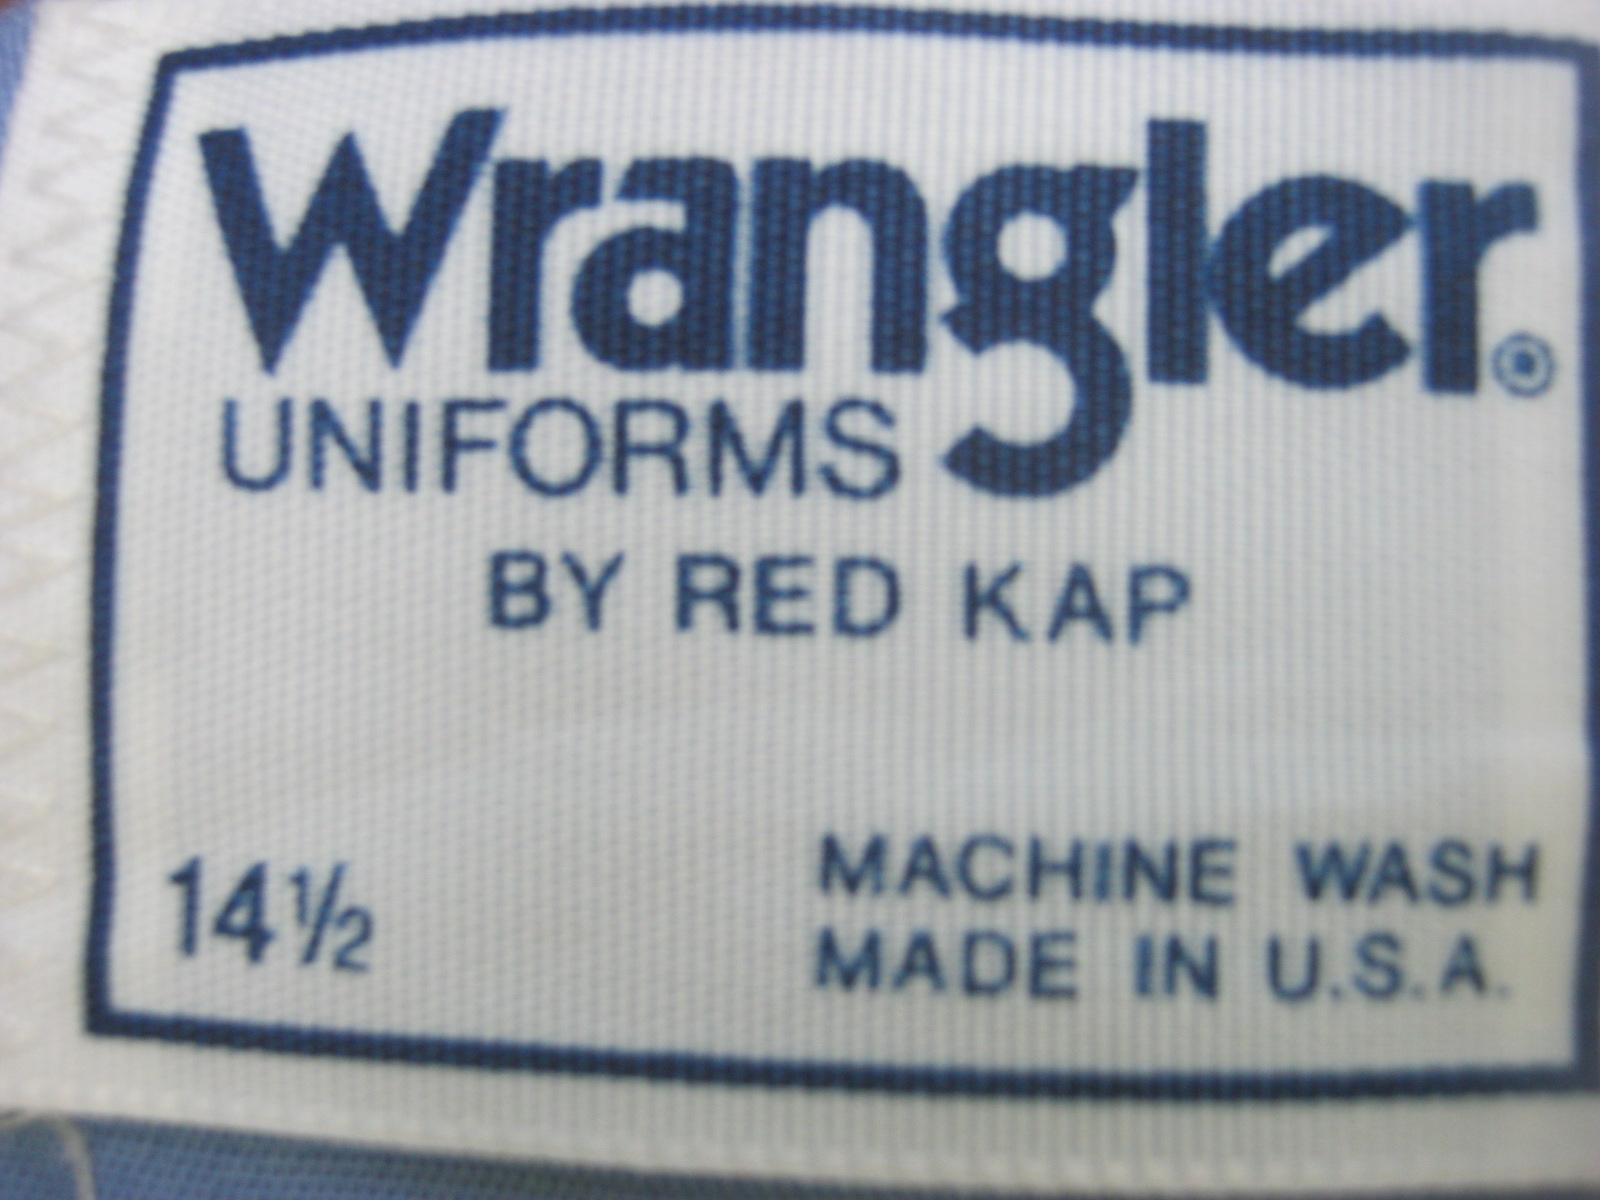 Wrangler®
UNIFORMS
BY RED KAP
14½
MACHINE WASH
MADE IN U.S.A.